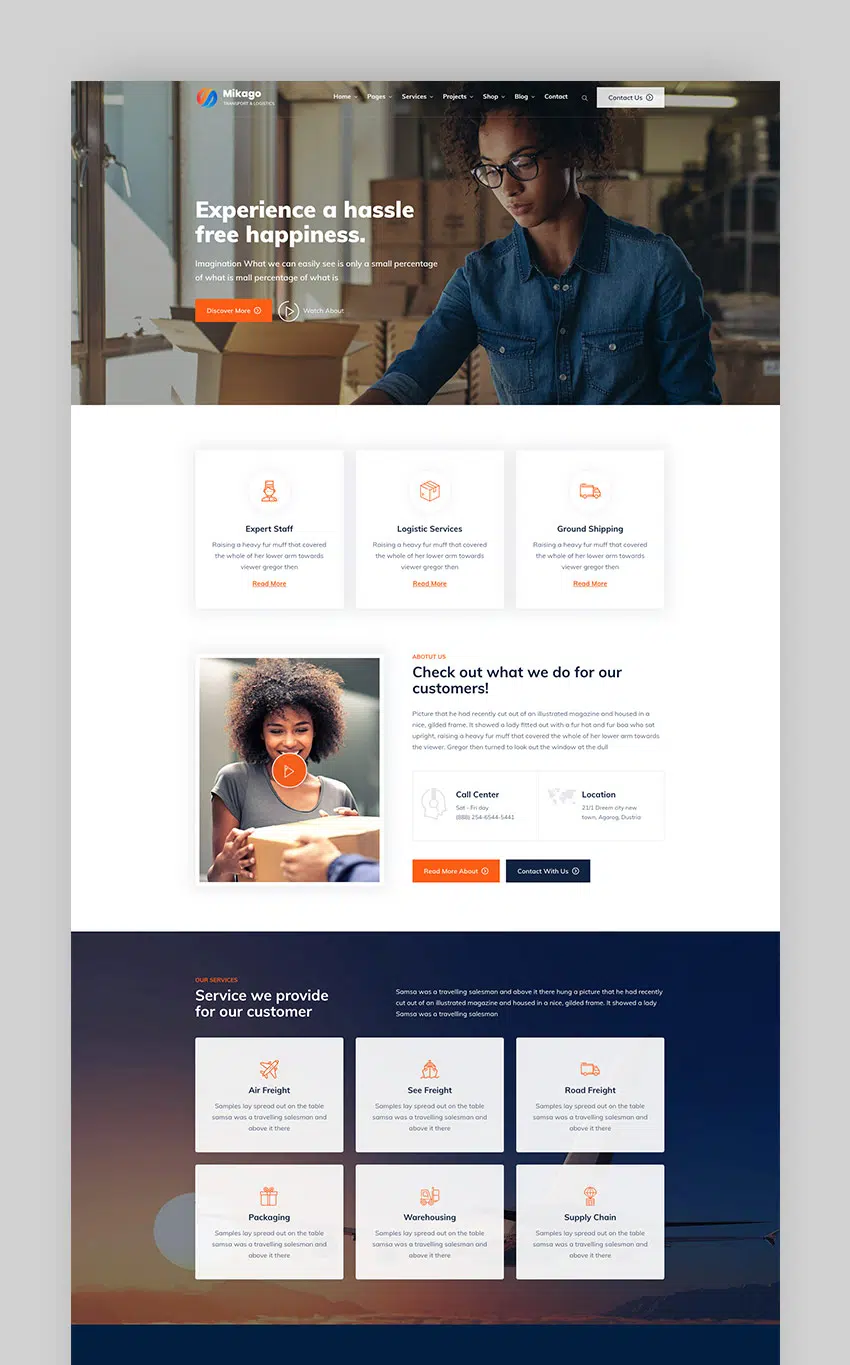 Mikago
TRANSPORT & LOGISTICS
Home Pages Services Projects Shop Blog Contact
Contact Us
Experience a hassle
free happiness.
Imagination What we can easily see is only a small percentage
of what is mall percentage of what is
Discover More
Watch About
Expert Staff
Raising a heavy fur muff that covered
the whole of her lower arm towards
viewer gregor then
Read More
Logistic Services
Raising a heavy fur muff that covered
the whole of her lower arm towards
viewer gregor then
Read More
Ground Shipping
Raising a heavy fur muff that covered
the whole of her lower arm towards
viewer gregor then
Read More
ABOTUT US
Check out what we do for our
customers!
Picture that he had recently cut out of an illustrated magazine and housed in a
nice, gilded frame. It showed a lady fitted out with a fur hat and fur boa who sat
upright, raising a heavy fur muff that covered the whole of her lower arm towards
the viewer. Gregor then turned to look out the window at the dull
Call Center
Sat - Fri day
(888) 254-6544-5441
Location
21/1 Dreem city new
town, Agarog, Dustria
Read More About
Contact With Us
OUR SERVICES
Service we provide
for our customer
Samsa was a travelling salesman and above it there hung a picture that he had recently
cut out of an illustrated magazine and housed in a nice, gilded frame. It showed a lady
Samsa was a travelling salesman
Air Freight
Samples lay spread out on the table
samsa was a travelling salesman and
above it there
See Freight
Samples lay spread out on the table
samsa was a travelling salesman and
above it there
Road Freight
Samples lay spread out on the table
samsa was a travelling salesman and
above it there
Packaging
Samples lay spread out on the table
samsa was a travelling salesman and
above it there
Warehousing
Samples lay spread out on the table
samsa was a travelling salesman and
above it there
Supply Chain
Samples lay spread out on the table
samsa was a travelling salesman and
above it there